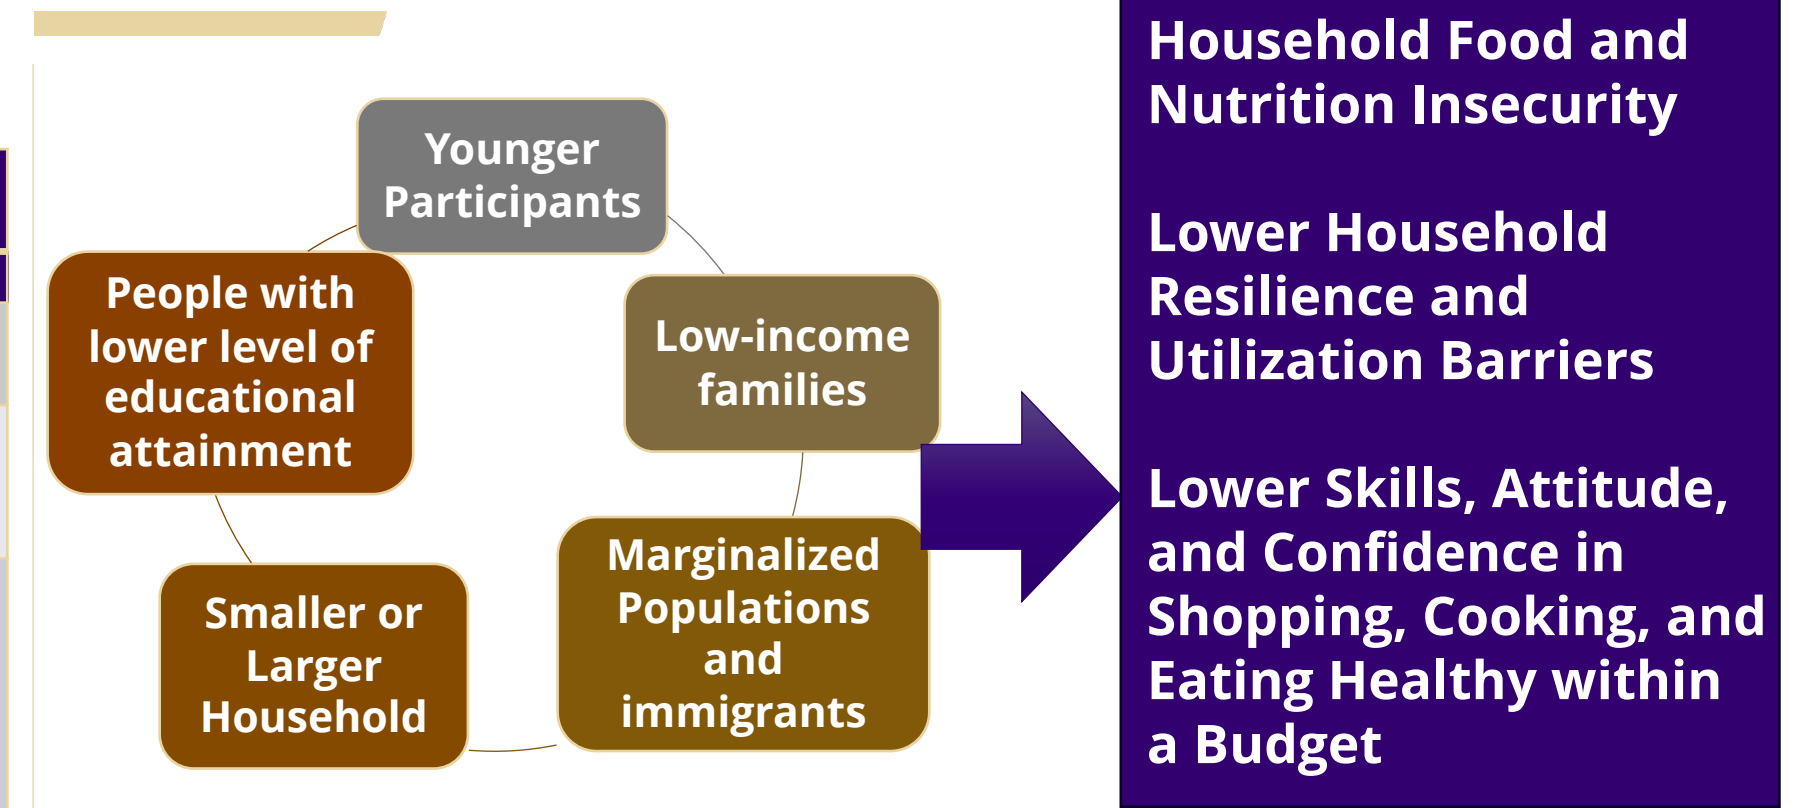 Younger
Participants
Low-income
families
Marginalized
Populations
and
immigrants
Smaller or
Larger
Household
People with
lower level of
educational
attainment
Household Food and
Nutrition Insecurity
Lower Household
Resilience and
Utilization Barriers
Lower Skills, Attitude,
and Confidence in
Shopping, Cooking, and
Eating Healthy within
a Budget